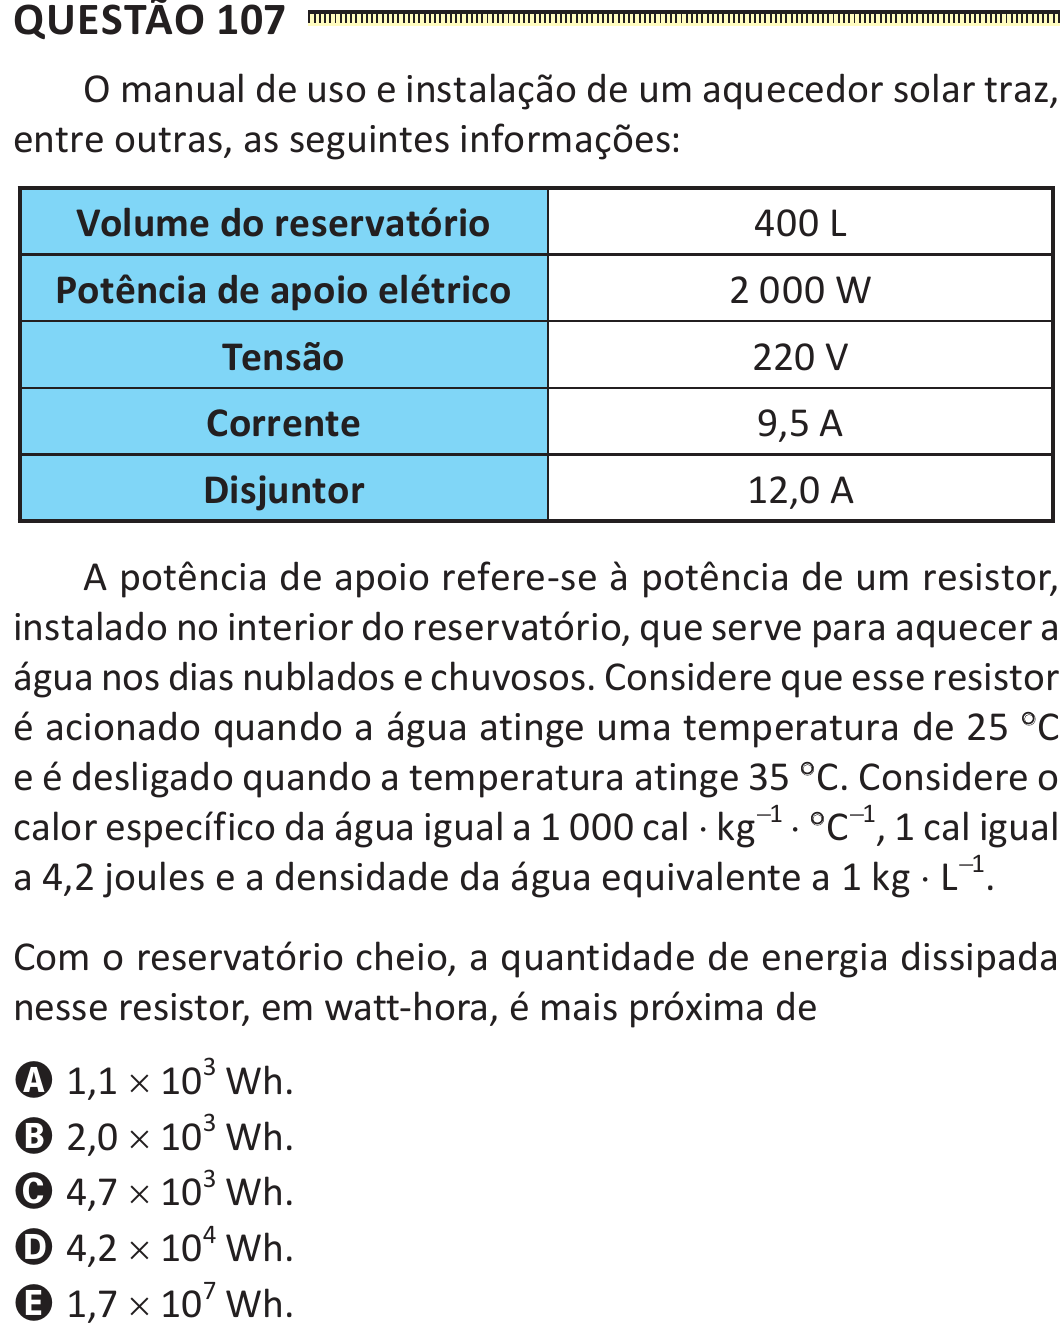 QUESTÃO 107
O manual de uso e instalação de um aquecedor solar traz,
entre outras, as seguintes informações:
Volume do reservatório 400 L
Potência de apoio elétrico 2 000 W
Tensão 220 V
Corrente 9,5 A
Disjuntor 12,0 A
A potência de apoio refere-se à potência de um resistor,
instalado no interior do reservatório, que serve para aquecer a
água nos dias nublados e chuvosos. Considere que esse resistor
é acionado quando a água atinge uma temperatura de 25 °C
e é desligado quando a temperatura atinge 35 °C. Considere o
calor específico da água igual a 1 000 cal · kg⁻¹ · °C⁻¹, 1 cal igual
a 4,2 joules e a densidade da água equivalente a 1 kg · L⁻¹.
Com o reservatório cheio, a quantidade de energia dissipada
nesse resistor, em watt-hora, é mais próxima de
A 1,1 × 10³ Wh.
B 2,0 × 10³ Wh.
C 4,7 × 10³ Wh.
D 4,2 × 10⁴ Wh.
E 1,7 × 10⁷ Wh.